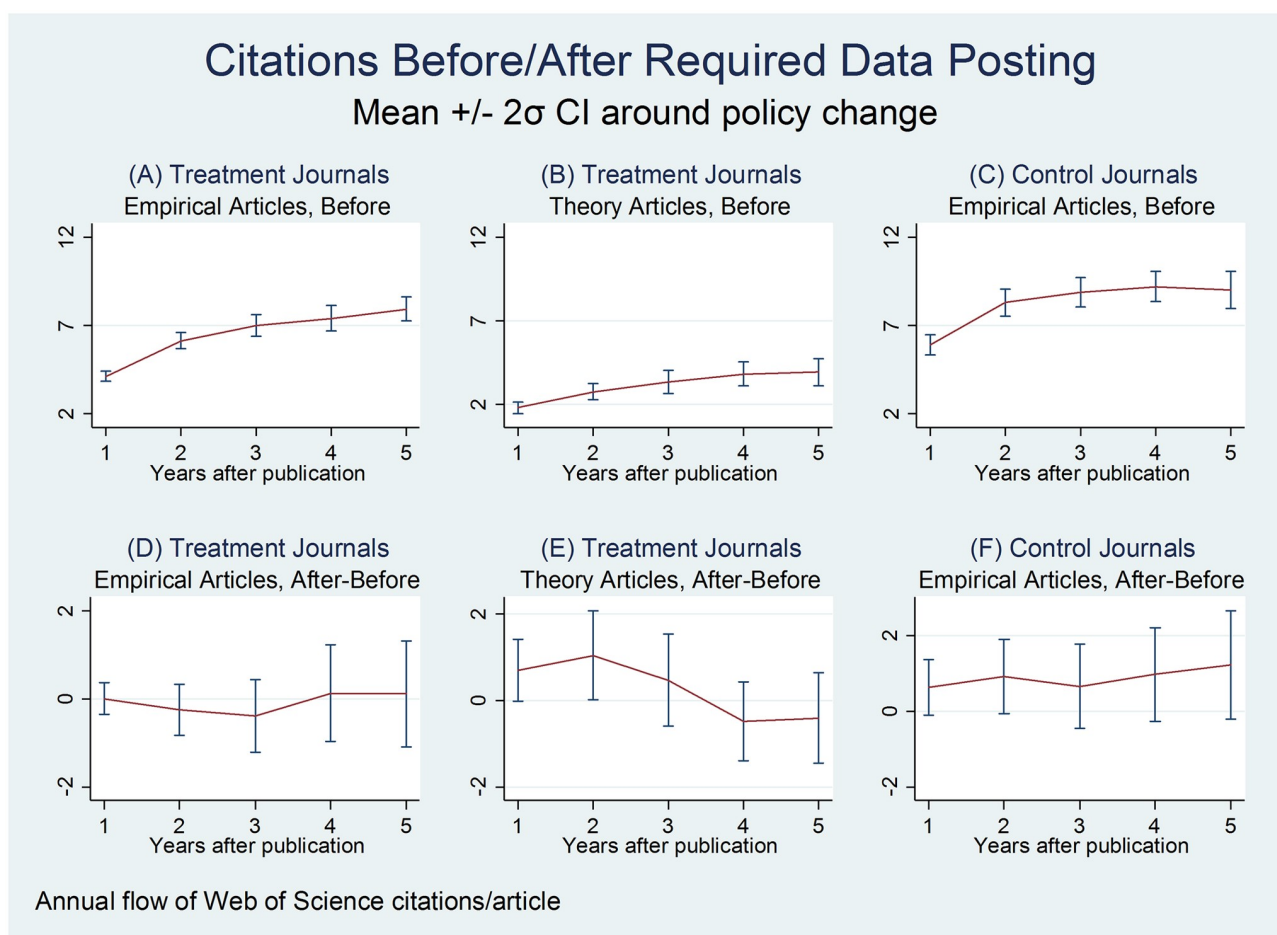 Citations Before/After Required Data Posting
Mean +/- 2σ CI around policy change
(A) Treatment Journals
Empirical Articles, Before
12
7
2
1 2 3 4 5
Years after publication
(B) Treatment Journals
Theory Articles, Before
12
7
2
1 2 3 4 5
Years after publication
(C) Control Journals
Empirical Articles, Before
12
7
2
1 2 3 4 5
Years after publication
(D) Treatment Journals
Empirical Articles, After-Before
2
0
-2
1 2 3 4 5
Years after publication
(E) Treatment Journals
Theory Articles, After-Before
2
0
-2
1 2 3 4 5
Years after publication
(F) Control Journals
Empirical Articles, After-Before
2
0
-2
1 2 3 4 5
Years after publication
Annual flow of Web of Science citations/article